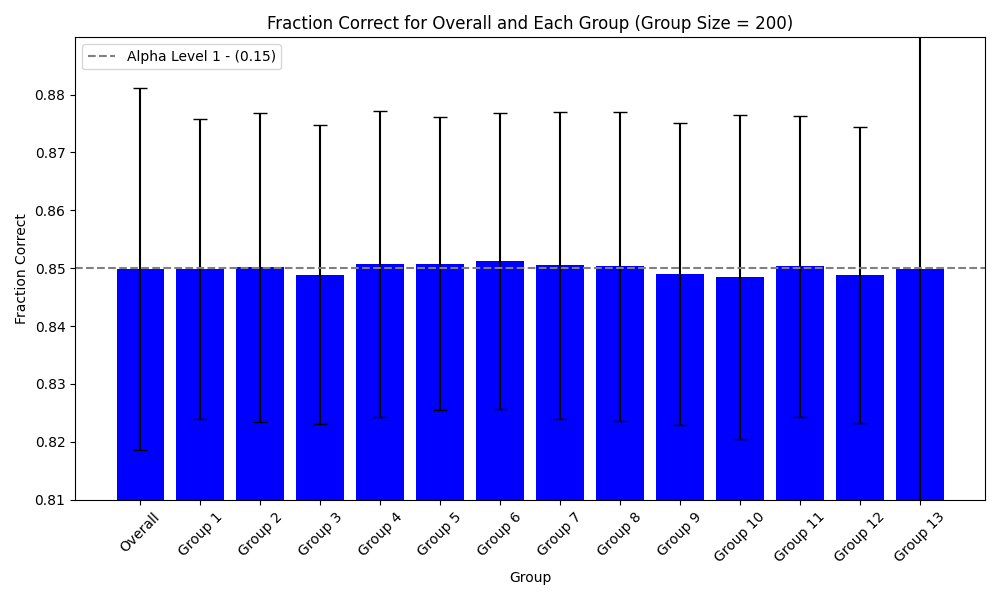 Fraction Correct for Overall and Each Group (Group Size = 200)
Alpha Level 1 - (0.15)
Fraction Correct
0.88
0.87
0.86
0.85
0.84
0.83
0.82
0.81
Overall
Group 1
Group 2
Group 3
Group 4
Group 5
Group 6
Group 7
Group 8
Group 9
Group 10
Group 11
Group 12
Group 13
Group